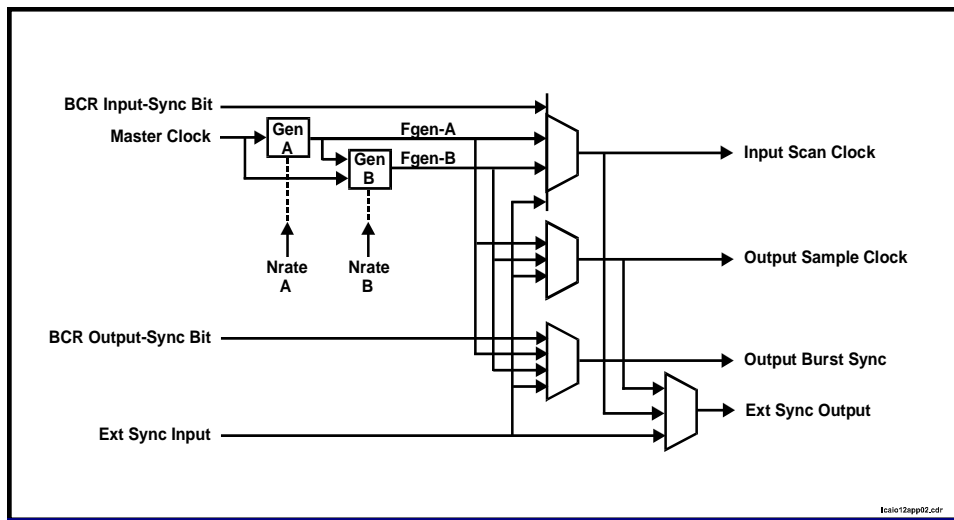 BCR Input-Sync Bit
Master Clock
Gen
A
Fgen-A
Gen
B
Fgen-B
Input Scan Clock
Nrate
A
Nrate
B
Output Sample Clock
BCR Output-Sync Bit
Output Burst Sync
Ext Sync Output
Ext Sync Input
lcaio12app02.cdr